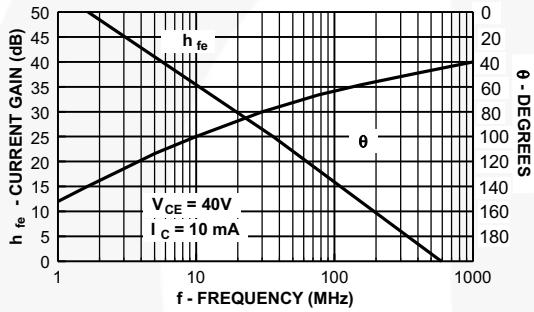 50
45
40
35
30
25
20
15
10
5
0
h fe - CURRENT GAIN (dB)
h fe
θ
V CE = 40V
I C = 10 mA
0
20
40
60
80
100
120
140
160
180
θ - DEGREES
1 10 100 1000
f - FREQUENCY (MHz)